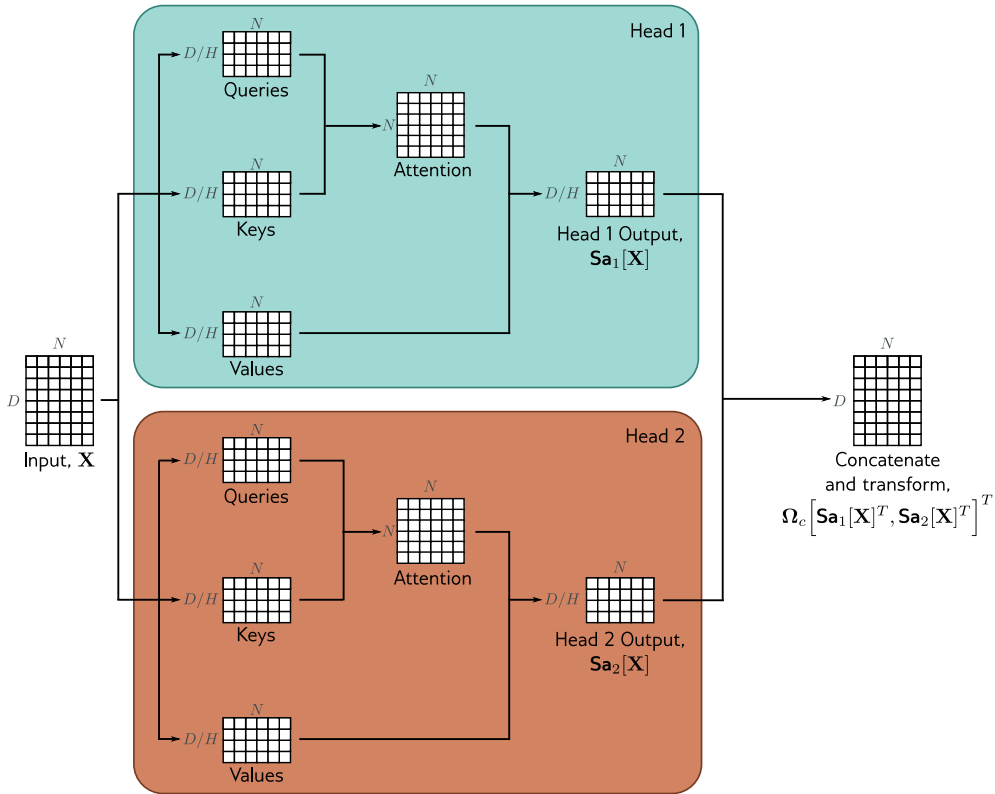 N
D
Input, X
Head 1
N
D/H
Queries
N
D/H
Keys
N
D/H
Values
N
N
Attention
N
D/H
Head 1 Output,
Sa₁[X]
Head 2
N
D/H
Queries
N
D/H
Keys
N
D/H
Values
N
N
Attention
N
D/H
Head 2 Output,
Sa₂[X]
N
D
Concatenate
and transform,
Ω_c[Sa₁[X]^T, Sa₂[X]^T]^T